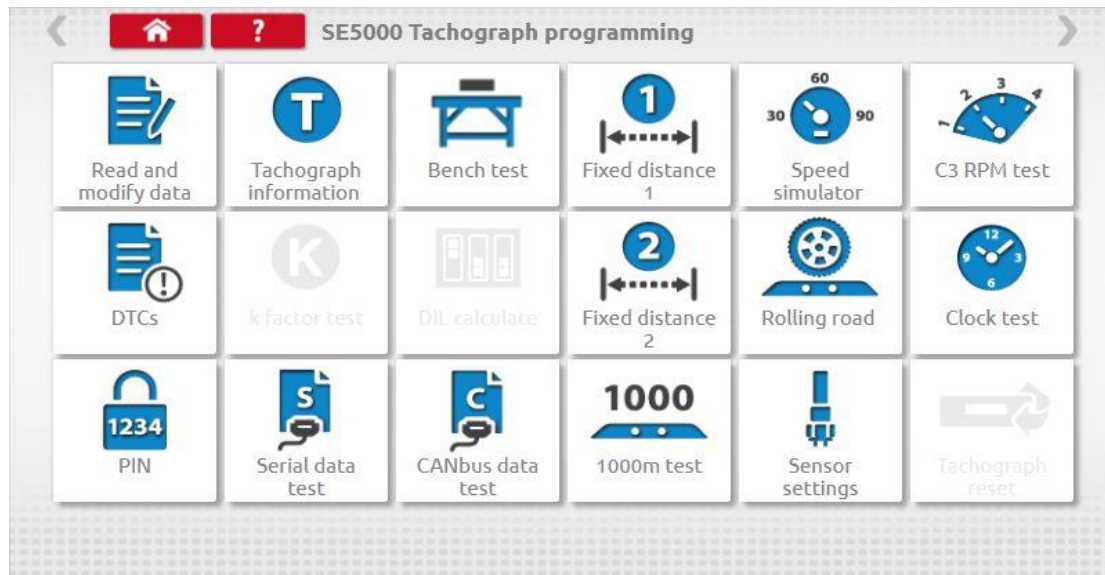 ?
SE5000 Tachograph programming
Read and
modify data
T
Tachograph
information
Bench test
1
Fixed distance
1
30 60 90
Speed
simulator
1 2 3 4
C3 RPM test
DTCs
K
k factor test
DIL calculate
2
Fixed distance
2
Rolling road
12
9 3
6
Clock test
1234
PIN
S
Serial data
test
C
CANbus data
test
1000
1000m test
Sensor
settings
Tachograph
reset